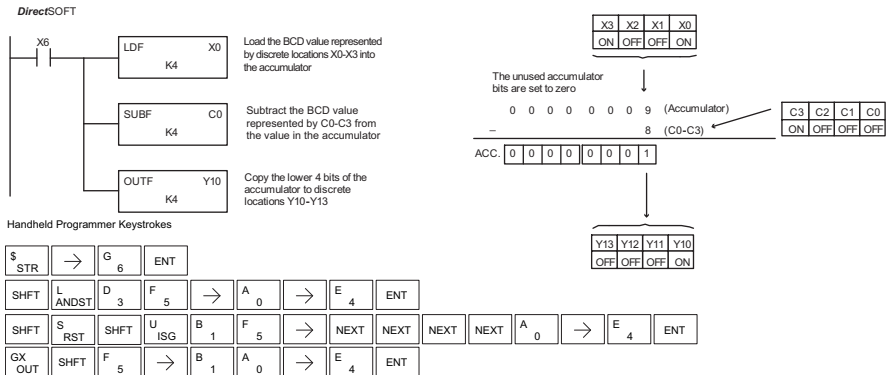 DirectSOFT
X6
LDF X0
K4
Load the BCD value represented
by discrete locations X0-X3 into
the accumulator
SUBF C0
K4
Subtract the BCD value
represented by C0-C3 from
the value in the accumulator
OUTF Y10
K4
Copy the lower 4 bits of the
accumulator to discrete
locations Y10-Y13
X3 X2 X1 X0
ON OFF OFF ON
The unused accumulator
bits are set to zero
0 0 0 0 0 0 0 9 (Accumulator)
– 8 (C0-C3)
C3 C2 C1 C0
ON OFF OFF OFF
ACC. 0 0 0 0 0 0 0 1
Y13 Y12 Y11 Y10
OFF OFF OFF ON
Handheld Programmer Keystrokes
$ STR → G 6 ENT
SHFT L ANDST D 3 F 5 → A 0 → E 4 ENT
SHFT S RST SHFT U ISG B 1 F 5 → NEXT NEXT NEXT NEXT A 0 → E 4 ENT
GX OUT SHFT F 5 → B 1 A 0 → E 4 ENT